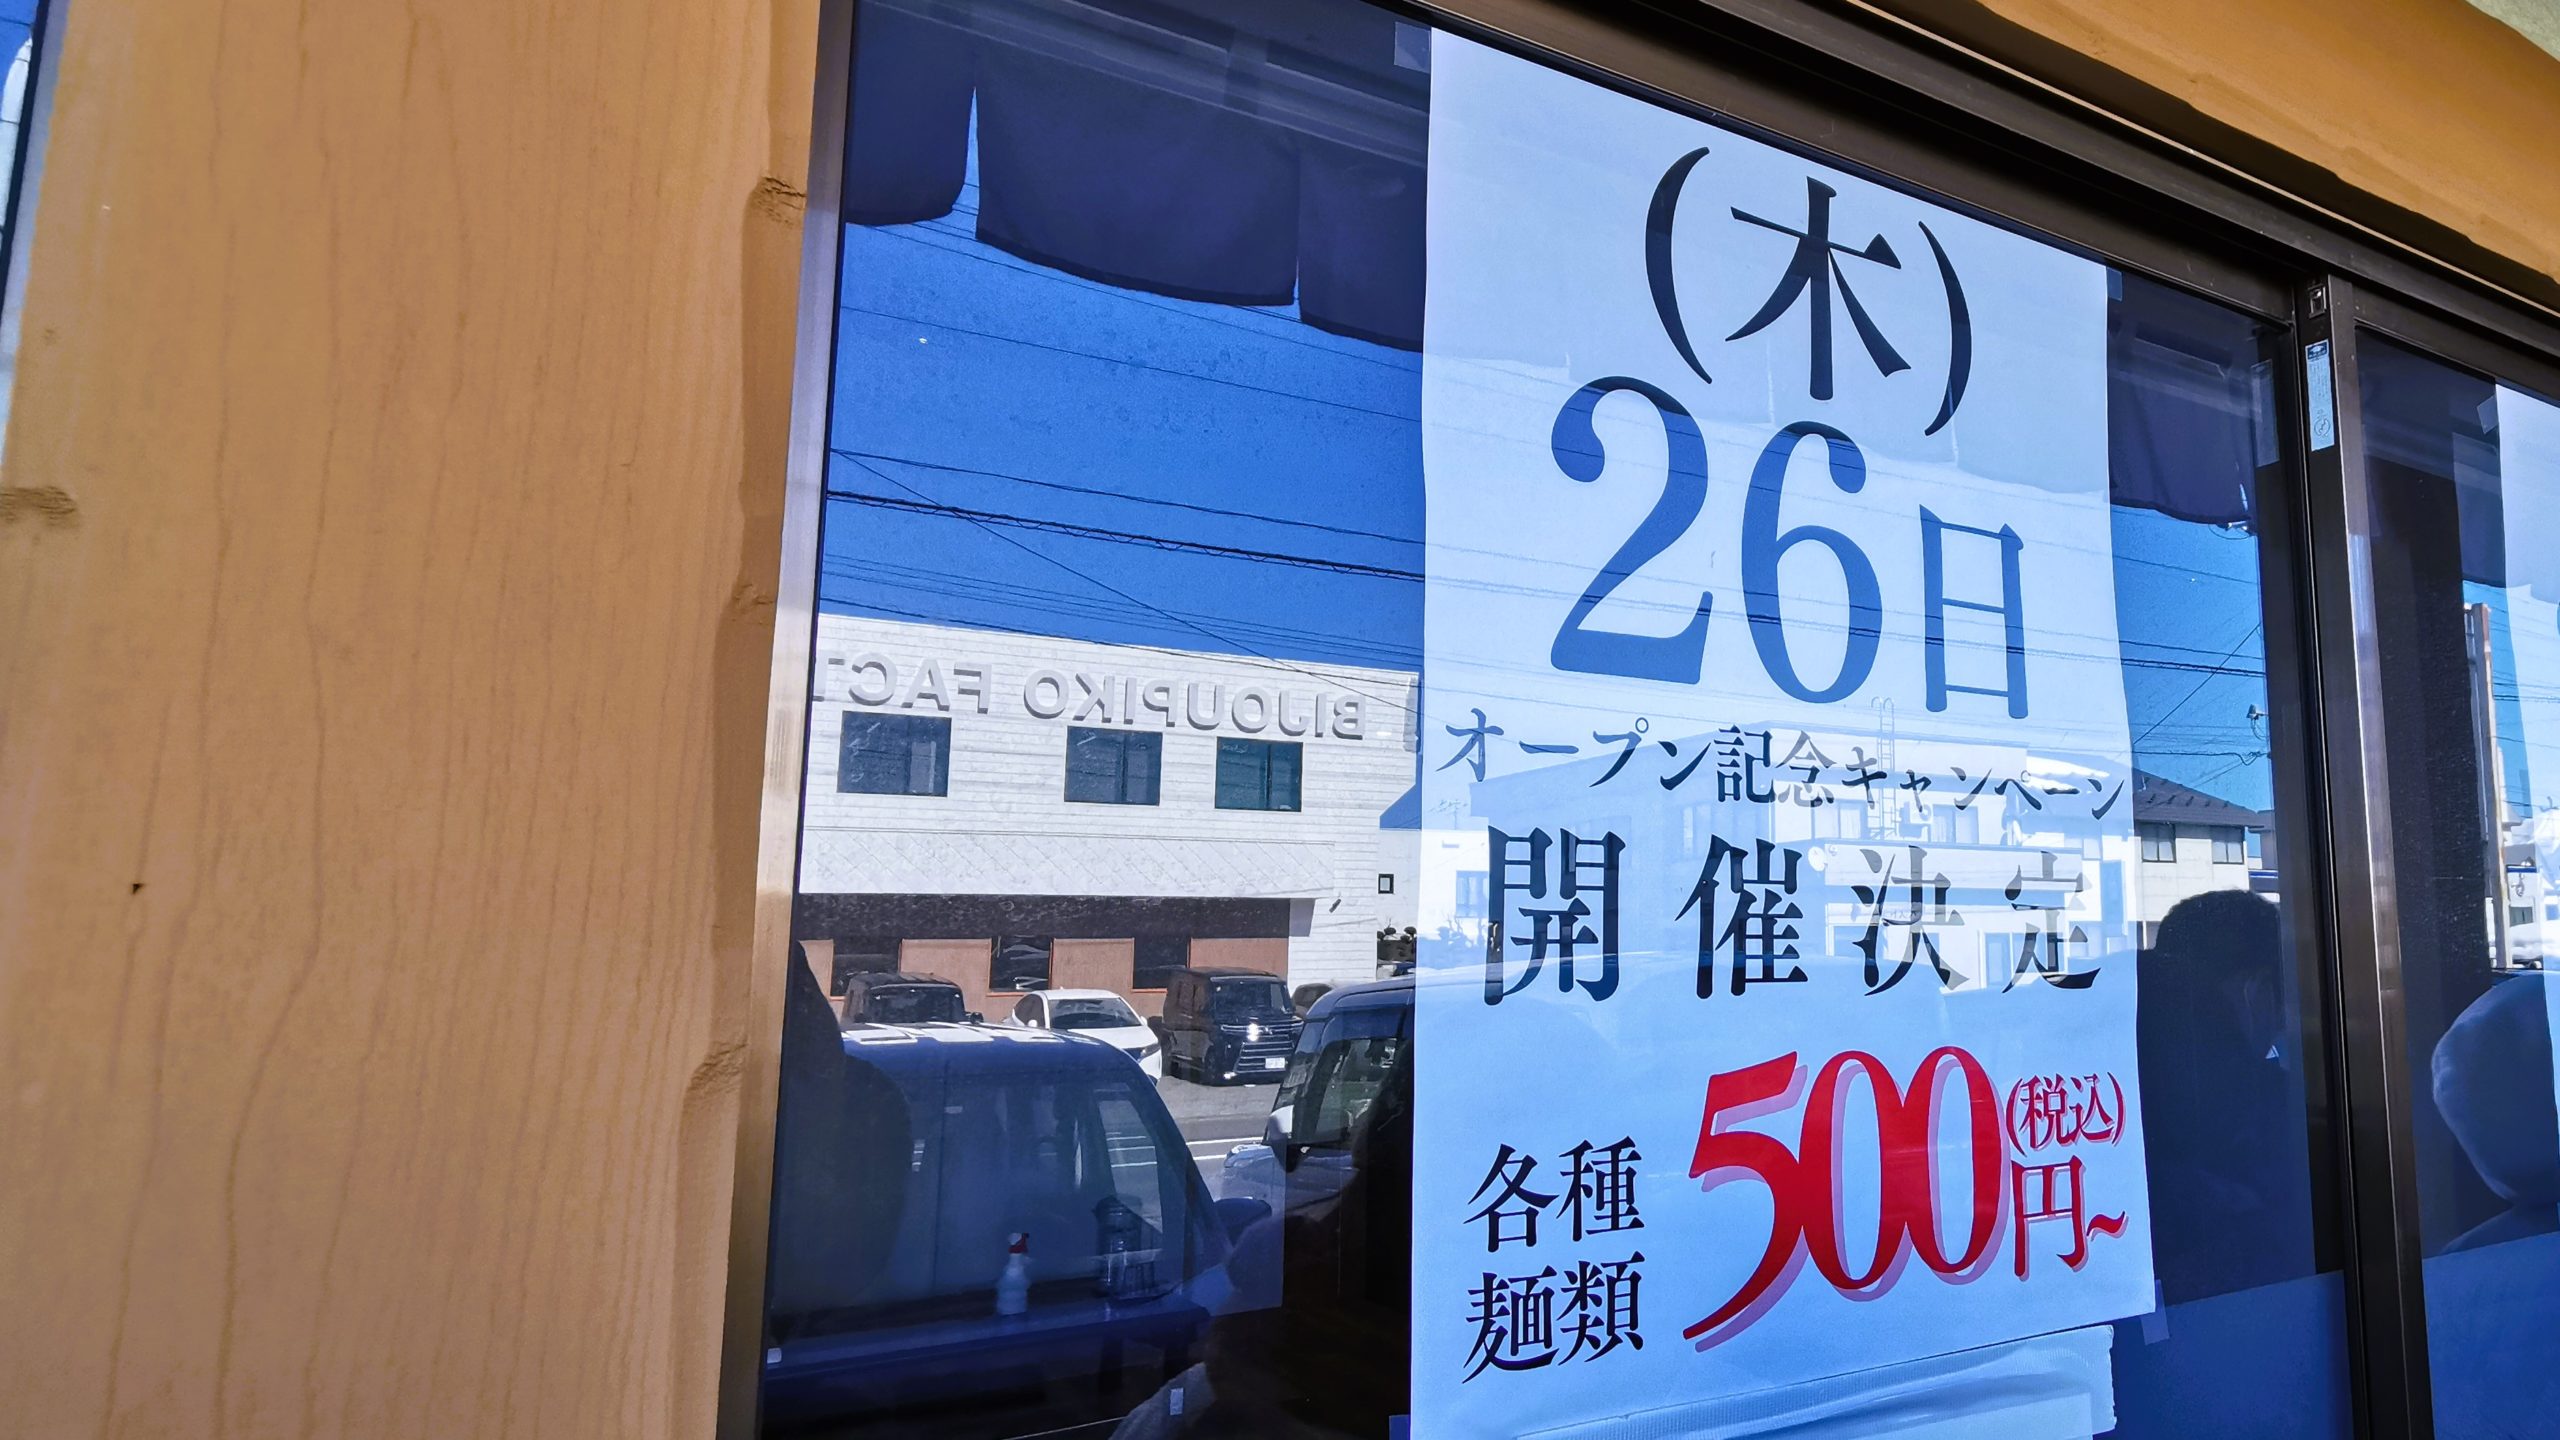 (木)
26日
オープン記念キャンペーン
開催決定
各種
麺類
500円~
(税込)
BIJOUPIKO FACT